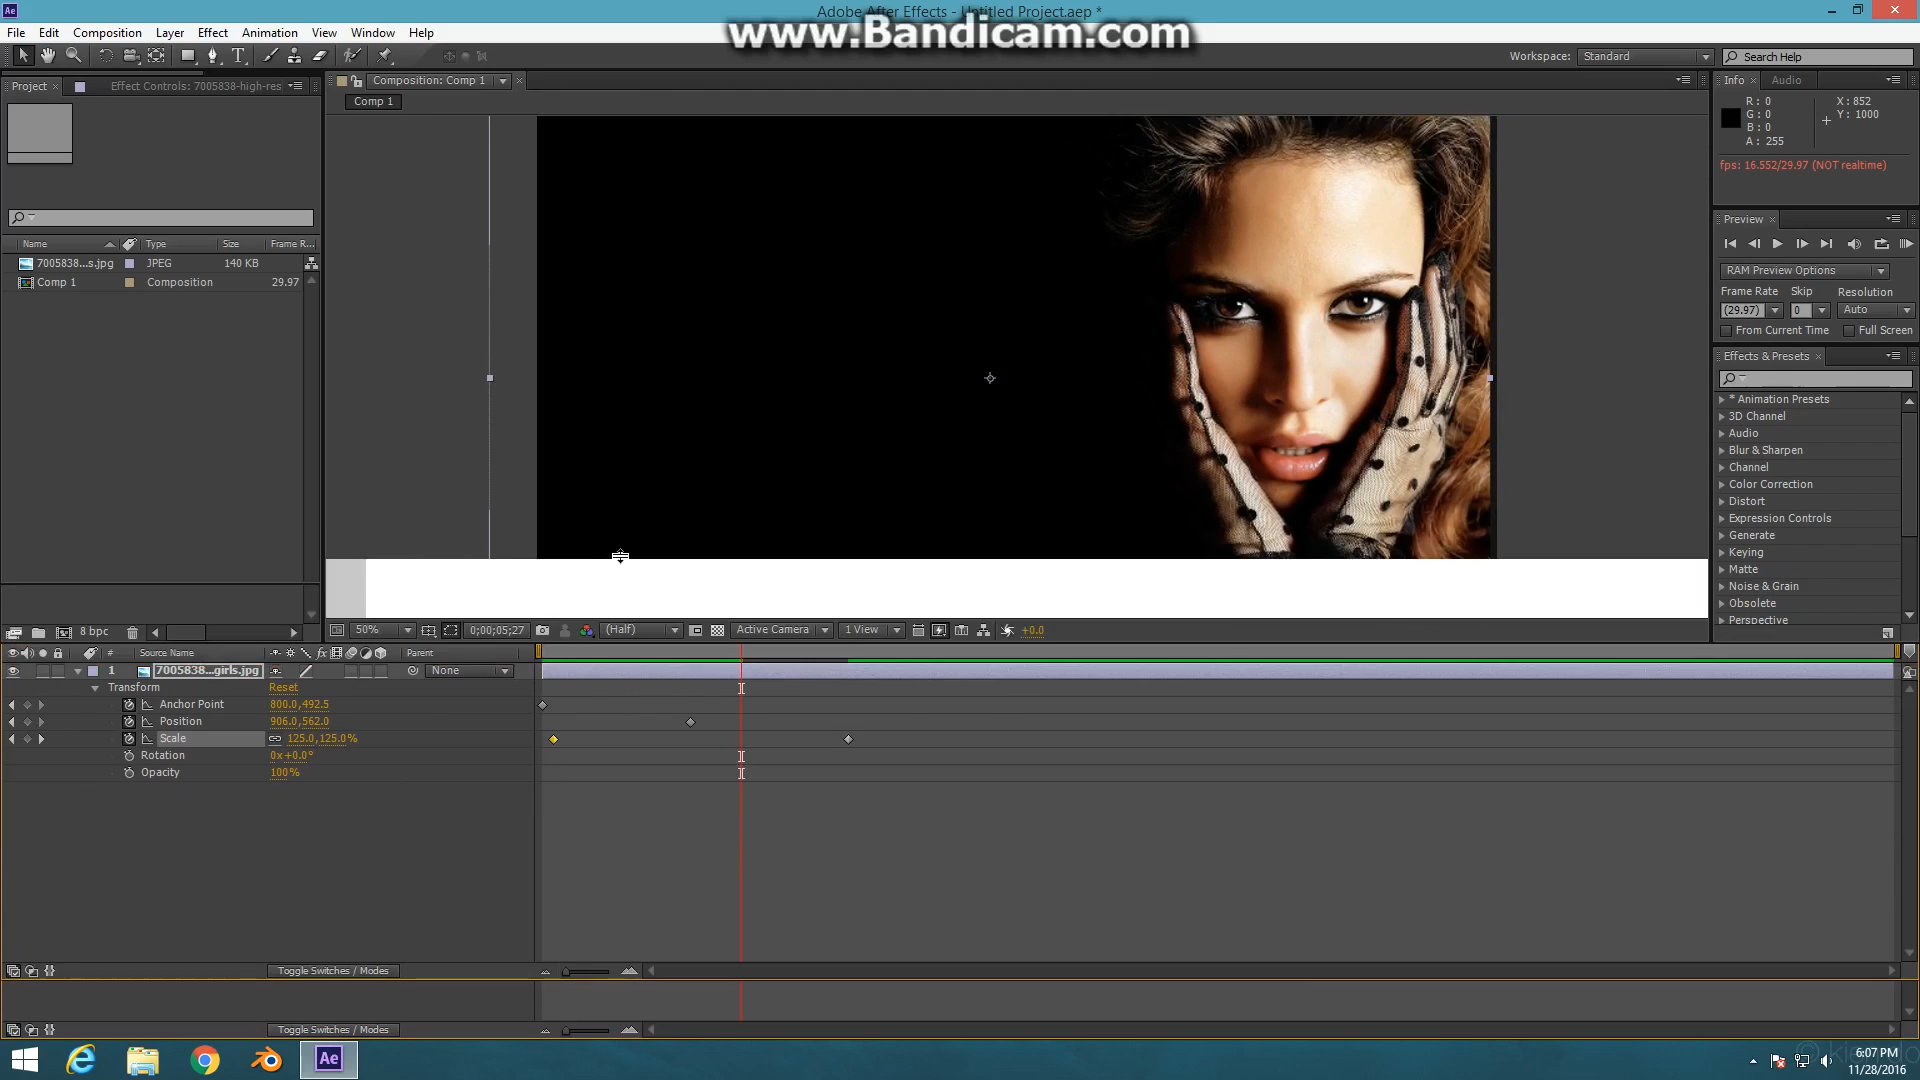 Adobe After Effects - Untitled Project.aep *
www.Bandicam.com
File Edit Composition Layer Effect Animation View Window Help
Workspace: Standard Search Help
Project Effect Controls: 7005838-high-res
Composition: Comp 1
Comp 1
Info Audio
R: 0 X: 852
G: 0 Y: 1000
B: 0
A: 255
fps: 16.552/29.97 (NOT realtime)
Preview
RAM Preview Options
Frame Rate Skip Resolution
(29.97) 0 Auto
From Current Time Full Screen
Effects & Presets
* Animation Presets
3D Channel
Audio
Blur & Sharpen
Channel
Color Correction
Distort
Expression Controls
Generate
Keying
Matte
Noise & Grain
Obsolete
Perspective
Name Type Size Frame R...
7005838...s.jpg JPEG 140 KB
Comp 1 Composition 29.97
8 bpc
50% 0;00;05;27 (Half) Active Camera 1 View +0.0
# Source Name Parent
1 7005838...girls.jpg None
Transform Reset
Anchor Point 800.0,492.5
Position 906.0,562.0
Scale 125.0,125.0%
Rotation 0x+0.0°
Opacity 100%
Toggle Switches / Modes
Toggle Switches / Modes
Ae
6:07 PM
11/28/2016